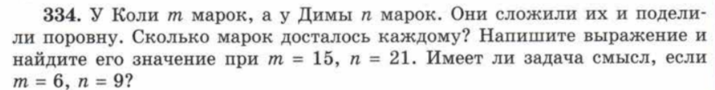 334. У Коли m марок, а у Димы n марок. Они сложили их и подели-
ли поровну. Сколько марок досталось каждому? Напишите выражение и
найдите его значение при m = 15, n = 21. Имеет ли задача смысл, если
m = 6, n = 9?